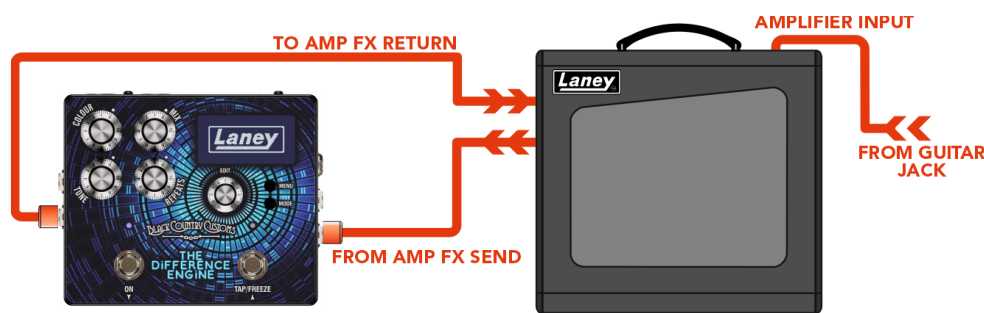 AMPLIFIER INPUT
TO AMP FX RETURN
Laney
COLOUR
MIX
Laney
FROM GUITAR
JACK
EDIT
TONE
REPEATS
MENU
MODE
BLACK COUNTRY CUSTOMS
FROM AMP FX SEND
THE
DiFFERENCE
ENGINE
ON
TAP/FREEZE